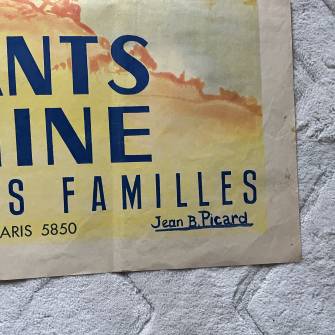 ANTS
INE
S FAMILLES
ARIS 5850
Jean B. Picard